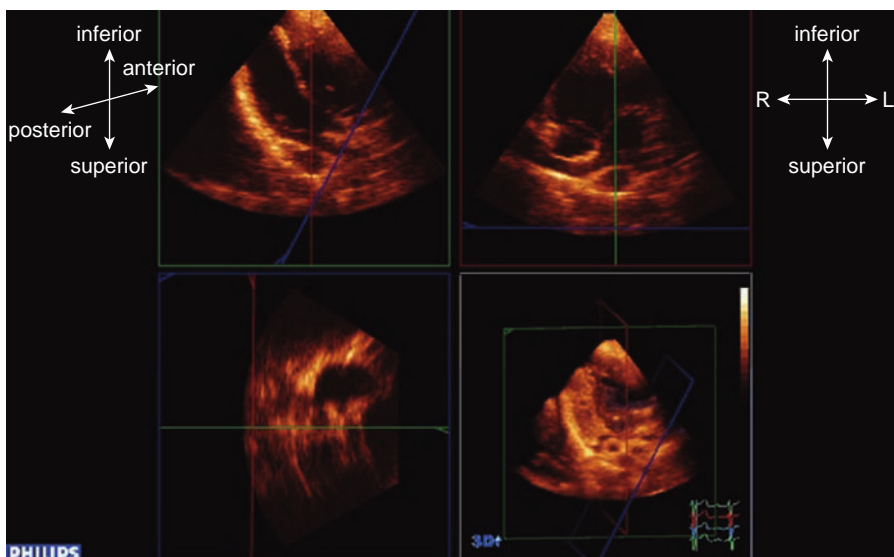 inferior
anterior
posterior
superior
inferior
R
L
superior
3D
PHILIPS